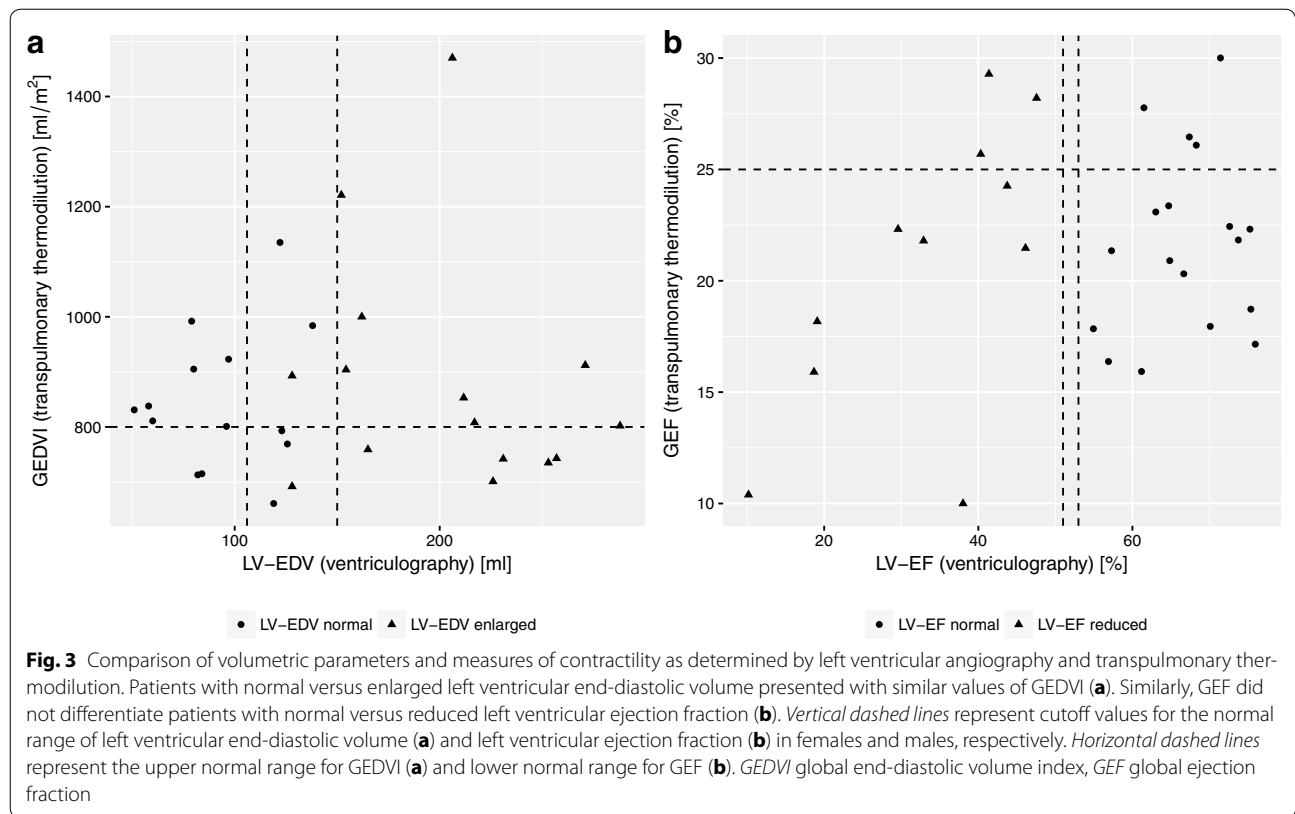 a
GEDVI (transpulmonary thermodilution) [ml/m²]
1400
1200
1000
800
100
200
LV−EDV (ventriculography) [ml]
LV−EDV normal
LV−EDV enlarged
b
GEF (transpulmonary thermodilution) [%]
30
25
20
15
10
20
40
60
LV−EF (ventriculography) [%]
LV−EF normal
LV−EF reduced
Fig. 3 Comparison of volumetric parameters and measures of contractility as determined by left ventricular angiography and transpulmonary ther-
modilution. Patients with normal versus enlarged left ventricular end-diastolic volume presented with similar values of GEDVI (a). Similarly, GEF did
not differentiate patients with normal versus reduced left ventricular ejection fraction (b). Vertical dashed lines represent cutoff values for the normal
range of left ventricular end-diastolic volume (a) and left ventricular ejection fraction (b) in females and males, respectively. Horizontal dashed lines
represent the upper normal range for GEDVI (a) and lower normal range for GEF (b). GEDVI global end-diastolic volume index, GEF global ejection
fraction